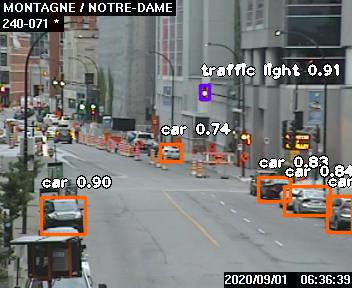 MONTAGNE / NOTRE-DAME
240-071 *
traffic light 0.91
car 0.74
car 0.83
car 0.84
car
car 0.90
2020/09/01 06:36:39